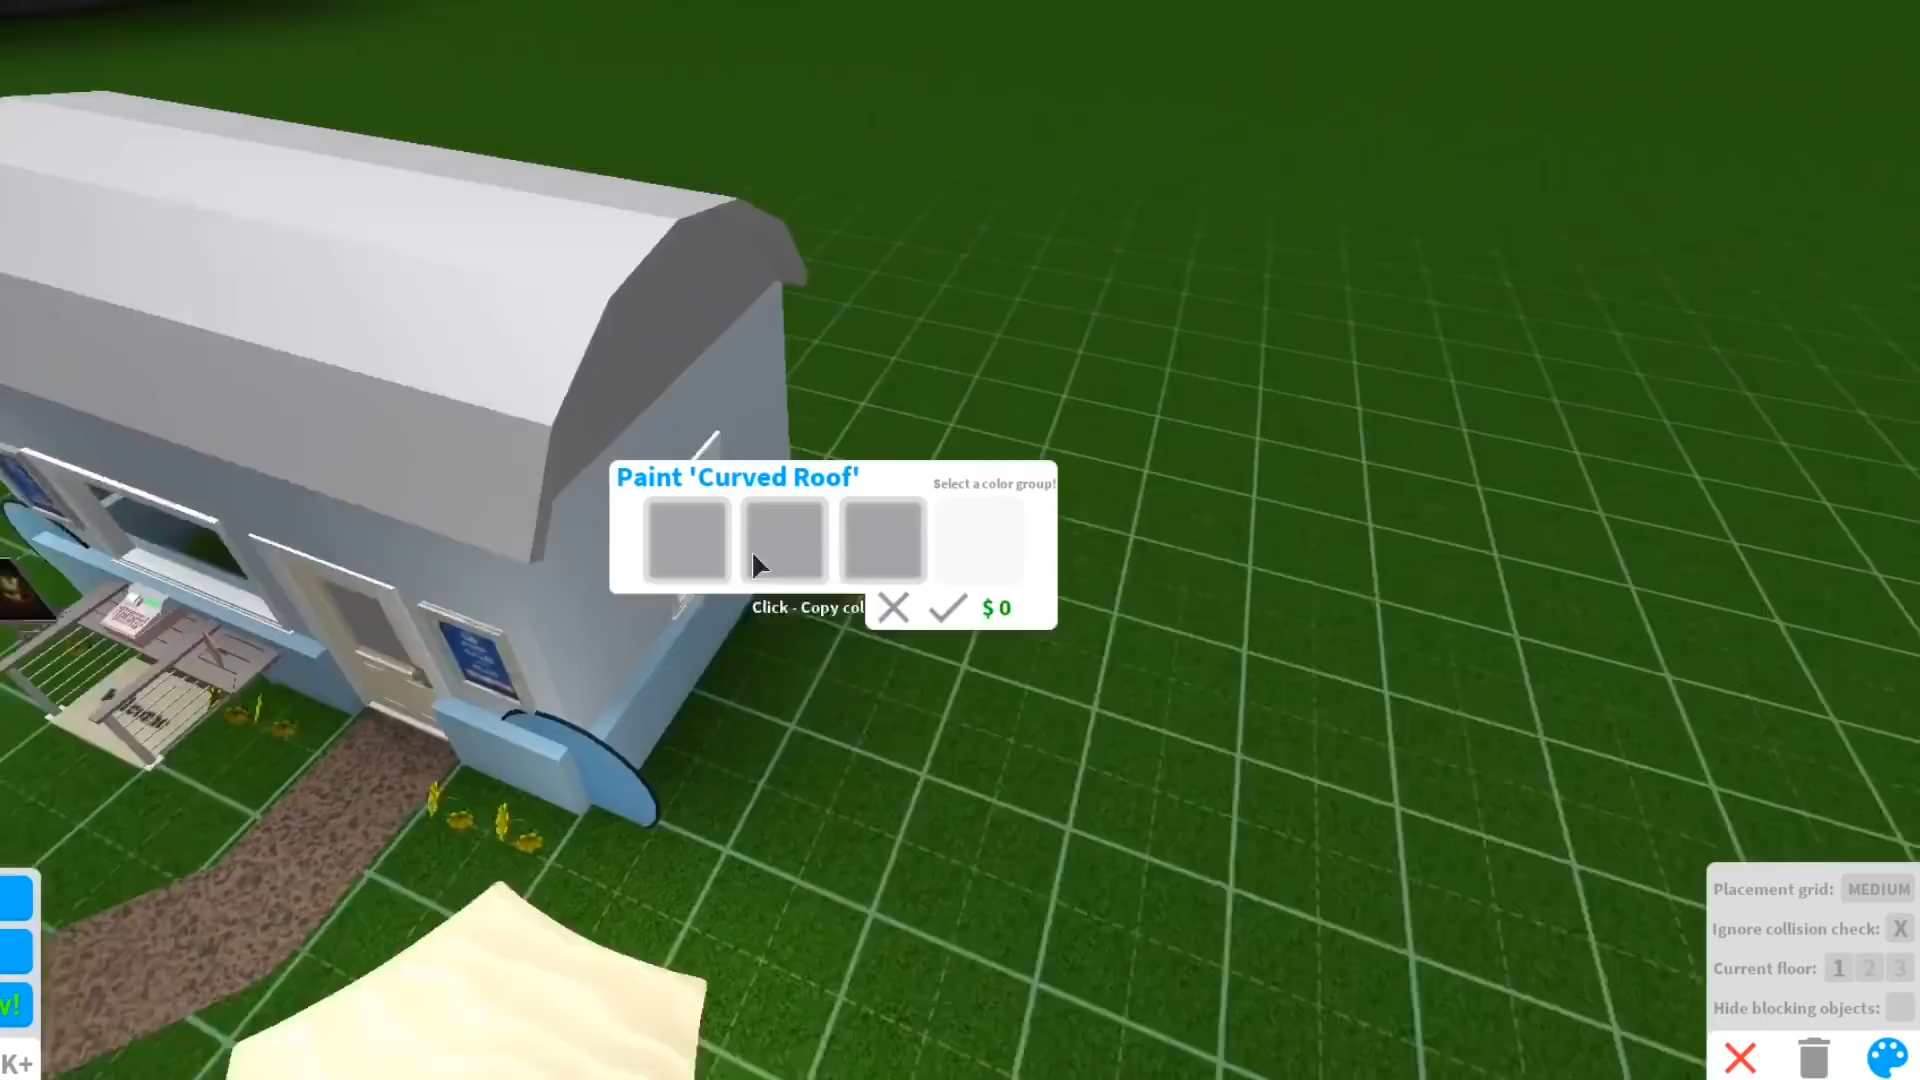 Paint 'Curved Roof'
Select a color group!
Click - Copy col
$ 0
Placement grid: MEDIUM
Ignore collision check: X
Current floor: 1 2 3
Hide blocking objects:
K+